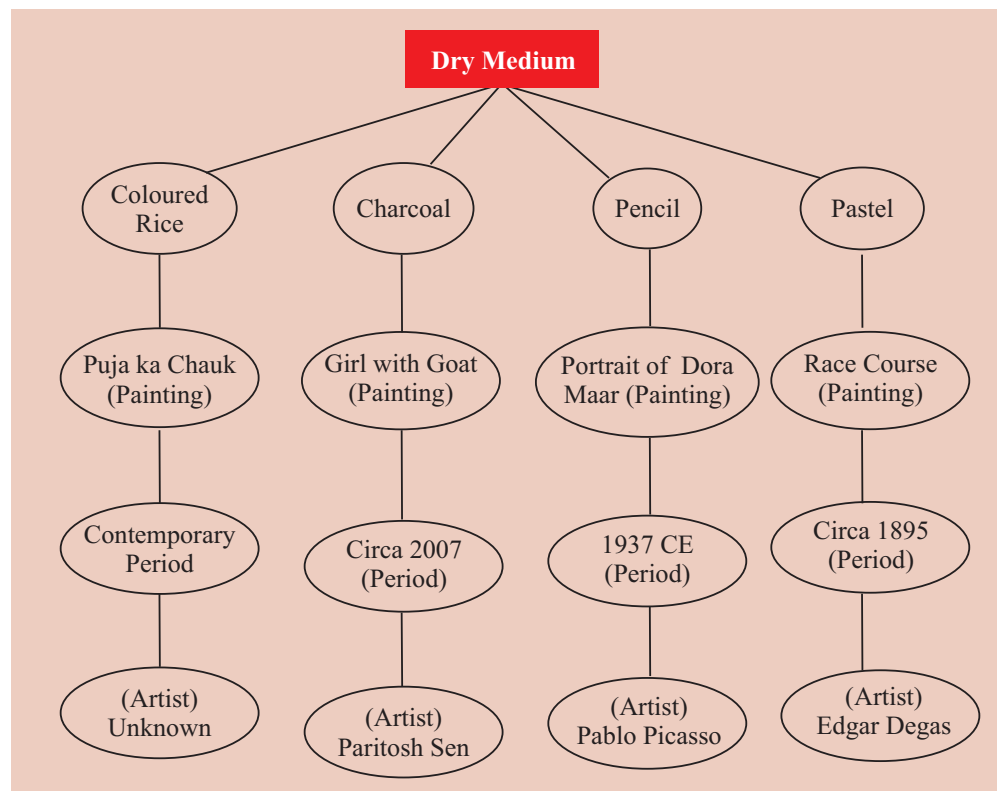 Dry Medium
Coloured
Rice
Charcoal
Pencil
Pastel
Puja ka Chauk
(Painting)
Girl with Goat
(Painting)
Portrait of Dora
Maar (Painting)
Race Course
(Painting)
Contemporary
Period
Circa 2007
(Period)
1937 CE
(Period)
Circa 1895
(Period)
(Artist)
Unknown
(Artist)
Paritosh Sen
(Artist)
Pablo Picasso
(Artist)
Edgar Degas